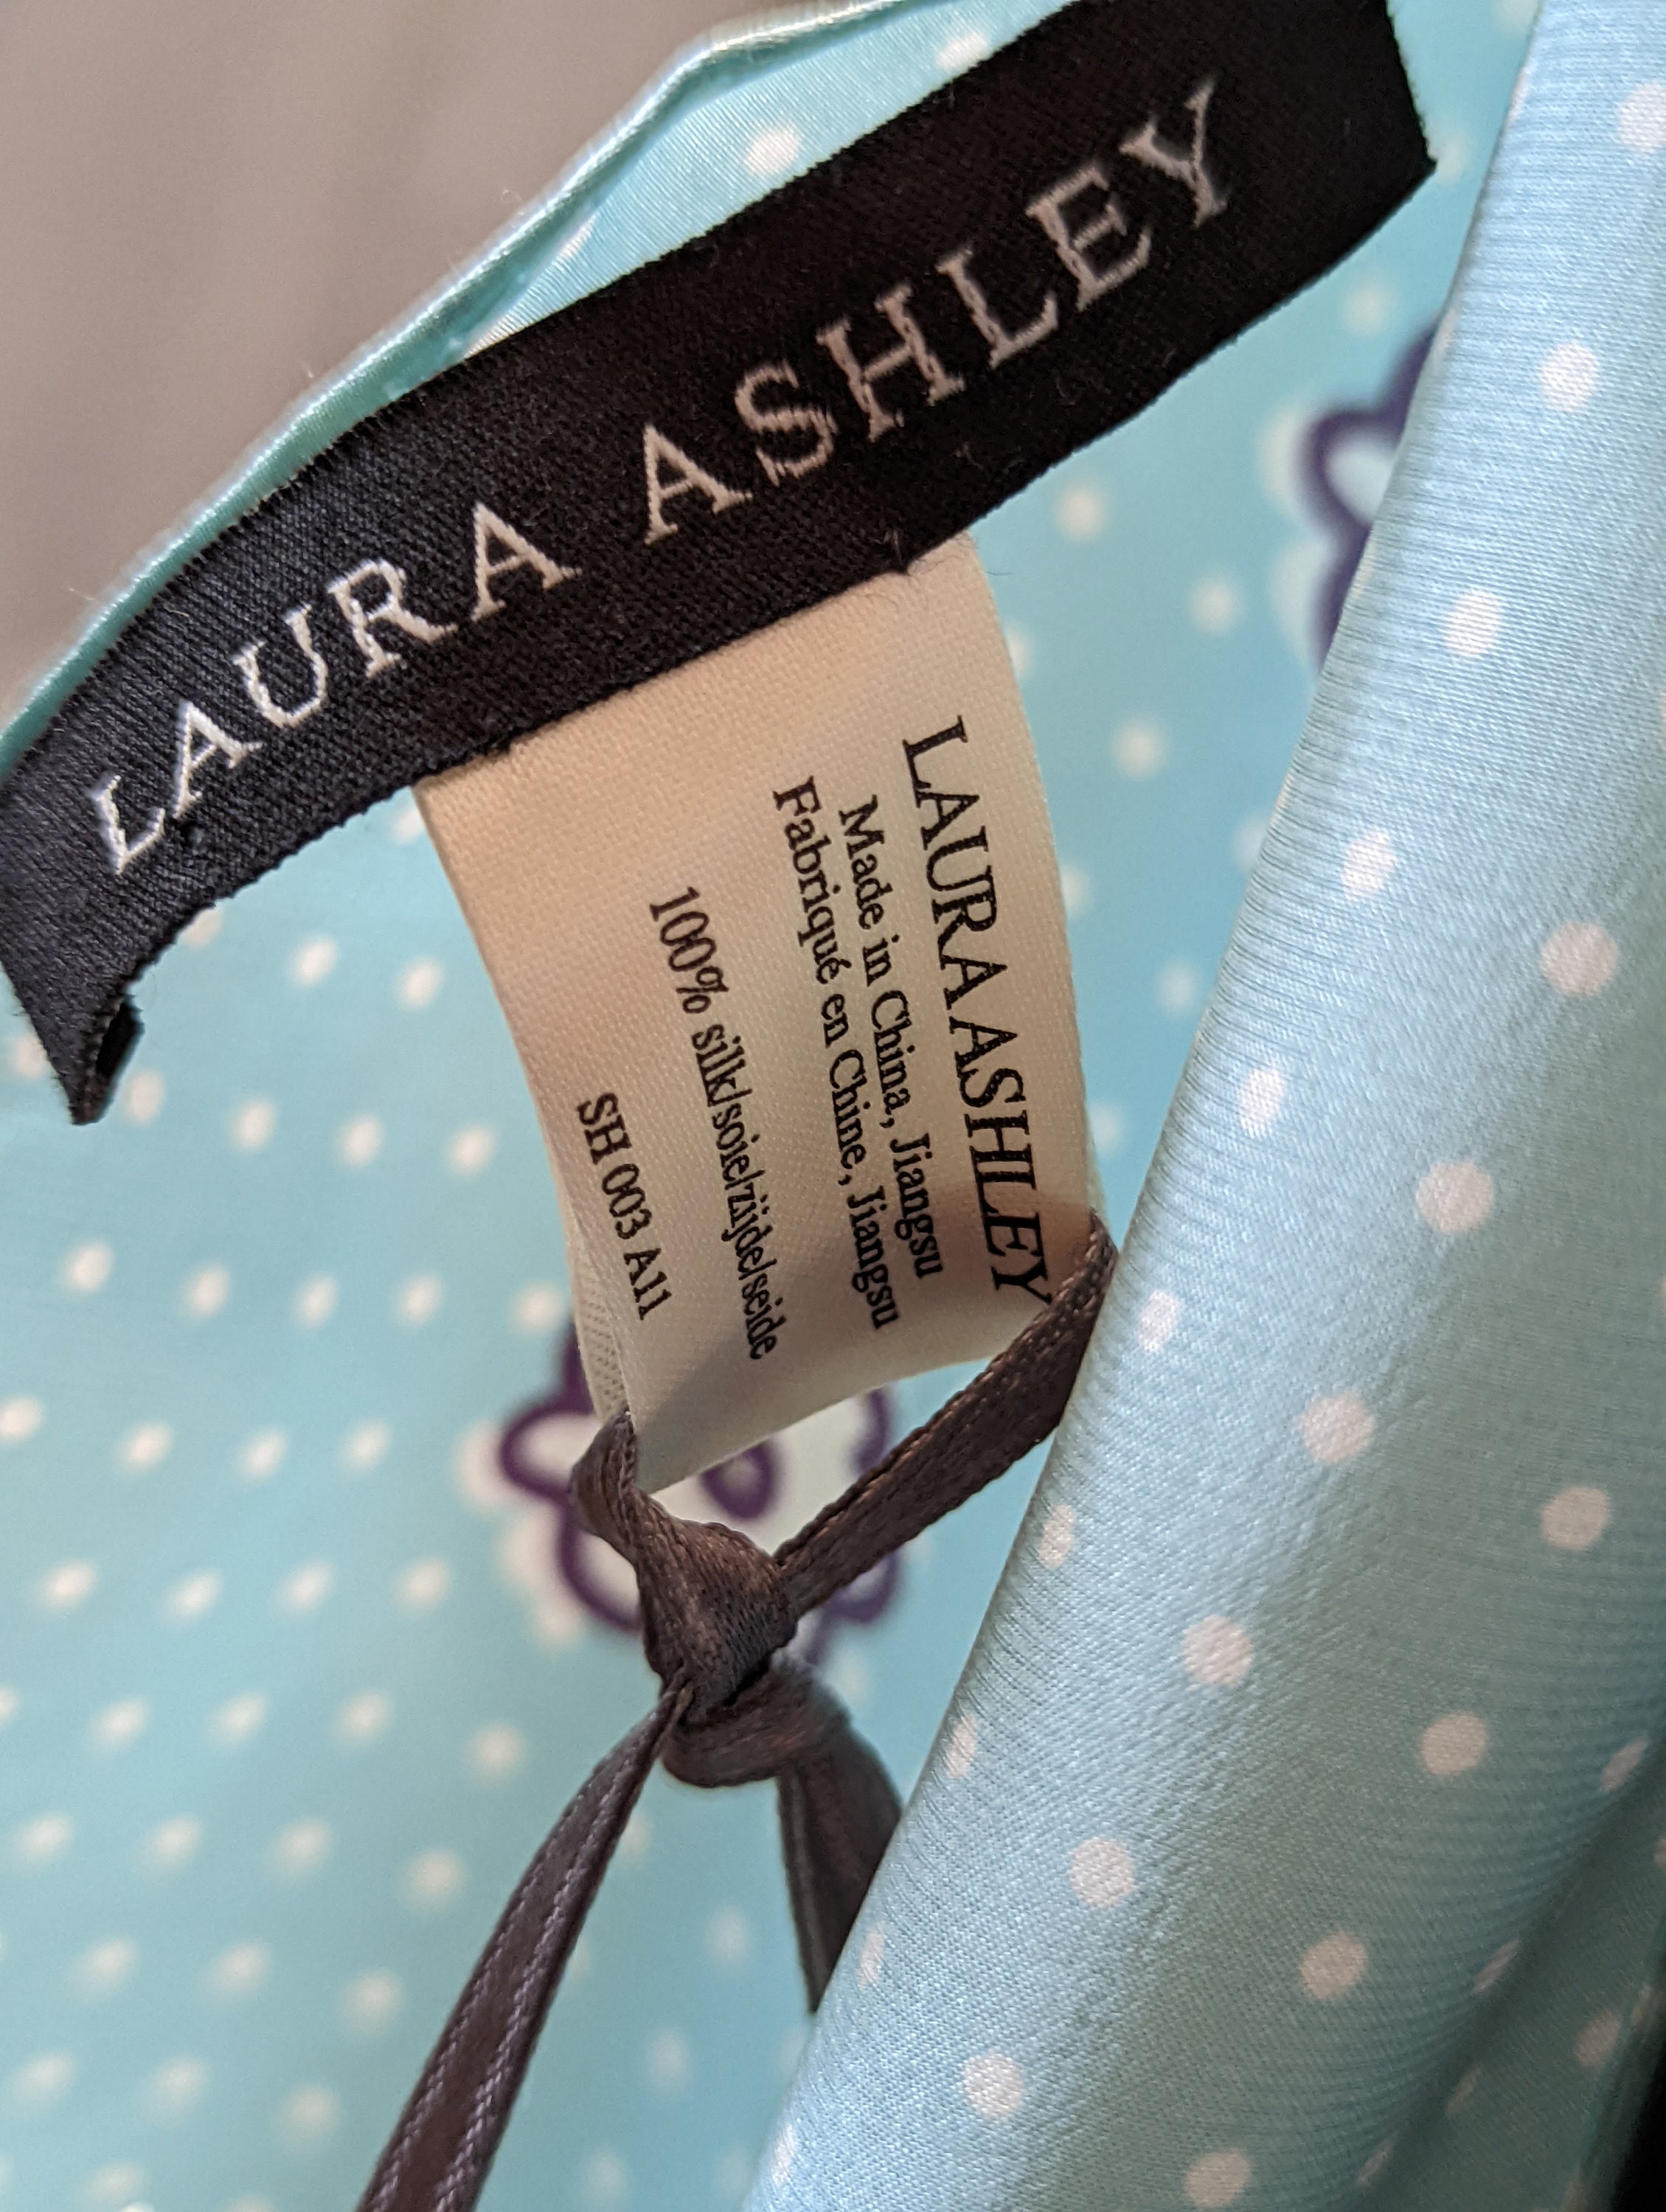 LAURA ASHLEY
LAURA ASHLEY
Made in China, Jiangsu
Fabriqué en Chine, Jiangsu
100% silk/soie/zijde/seide
SH 003 A11